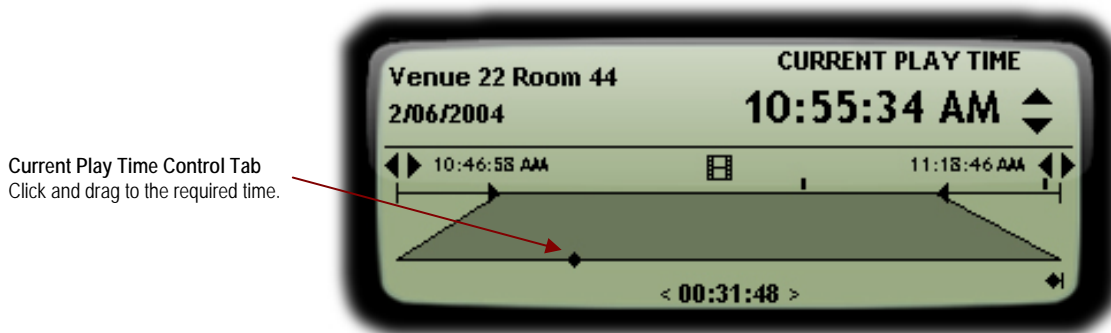 CURRENT PLAY TIME
Venue 22 Room 44
10:55:34 AM
2/06/2004
Current Play Time Control Tab
Click and drag to the required time.
10:46:58 AM
11:18:46 AM
< 00:31:48 >